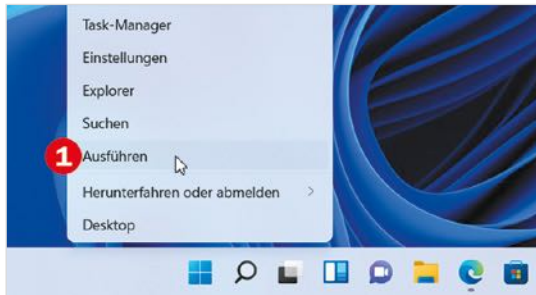 Task-Manager
Einstellungen
Explorer
Suchen
1 Ausführen
Herunterfahren oder abmelden
Desktop